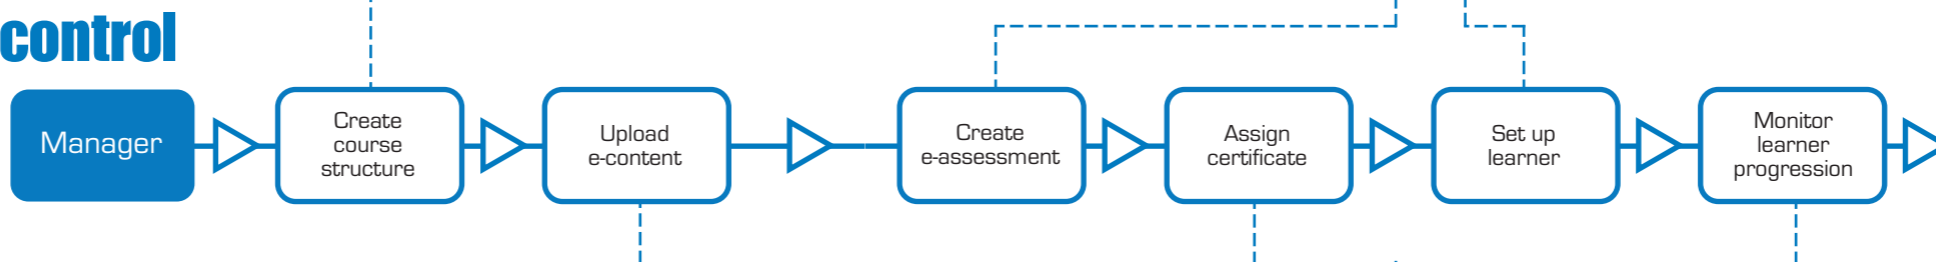 control
Manager
Create
course
structure
Upload
e-content
Create
e-assessment
Assign
certificate
Set up
learner
Monitor
learner
progression